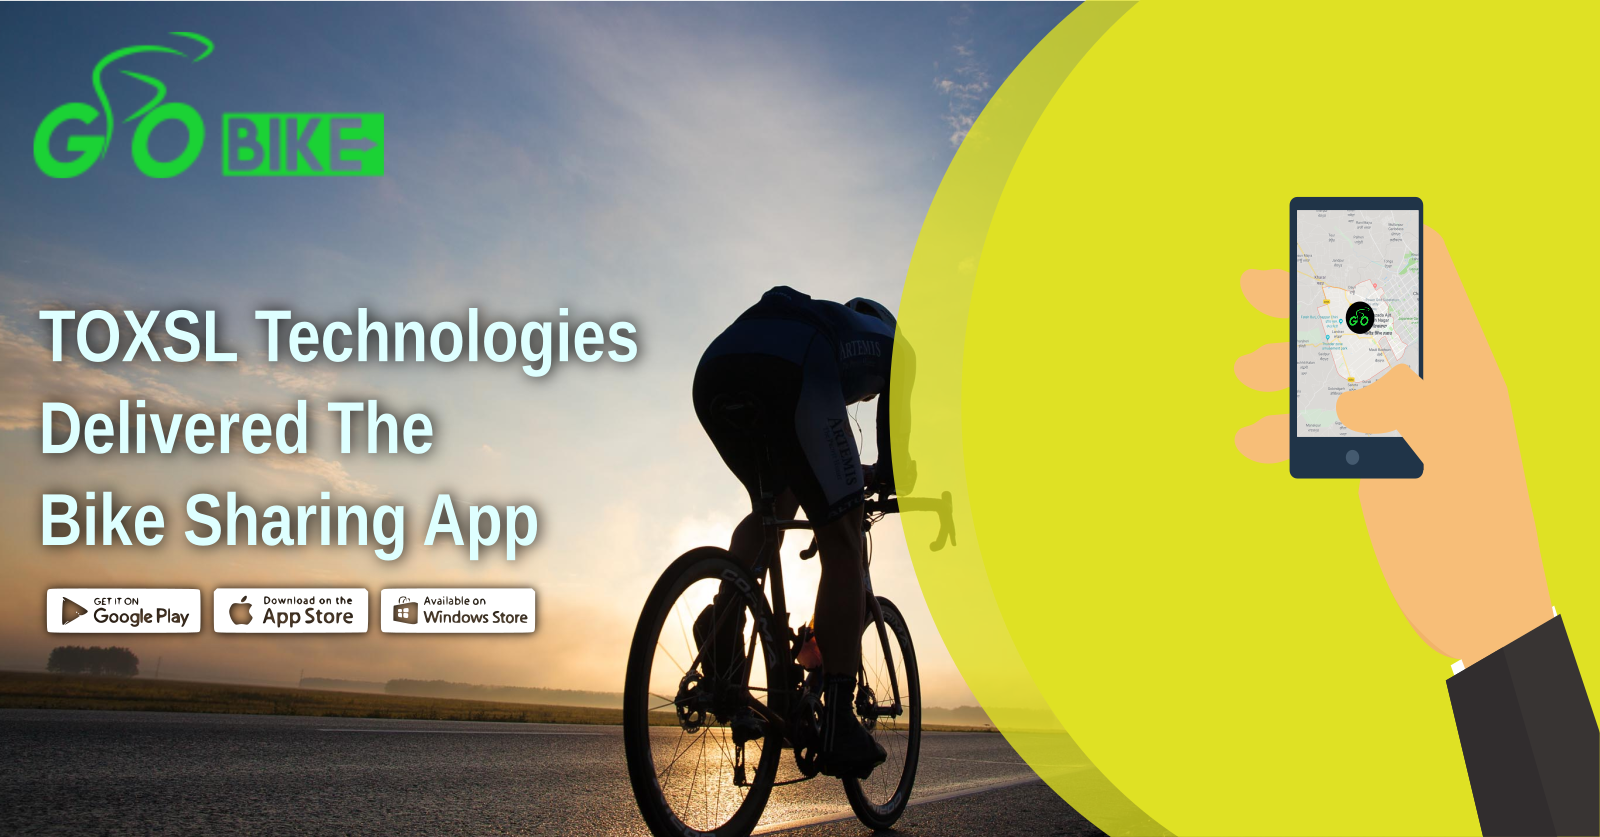 GO BIKE
TOXSL Technologies
Delivered The
Bike Sharing App
GET IT ON
Google Play
Download on the
App Store
Available on
Windows Store
ARTEMIS
ARTEMIS
GO